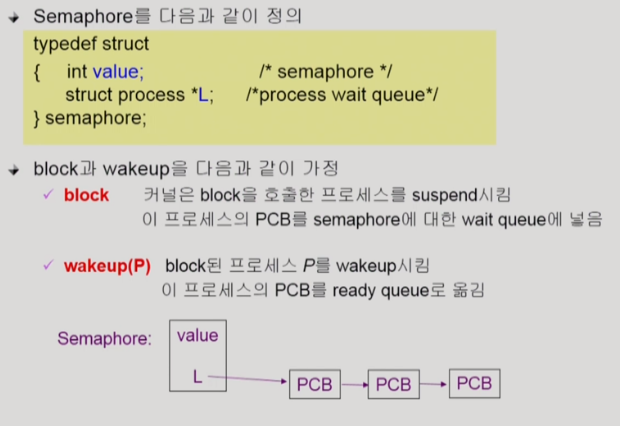 Semaphore를 다음과 같이 정의
typedef struct
{ int value; /* semaphore */
struct process *L; /*process wait queue*/
} semaphore;
block과 wakeup을 다음과 같이 가정
✓ block 커널은 block을 호출한 프로세스를 suspend시킴
이 프로세스의 PCB를 semaphore에 대한 wait queue에 넣음
✓ wakeup(P) block된 프로세스 P를 wakeup시킴
이 프로세스의 PCB를 ready queue로 옮김
Semaphore: value
L PCB PCB PCB